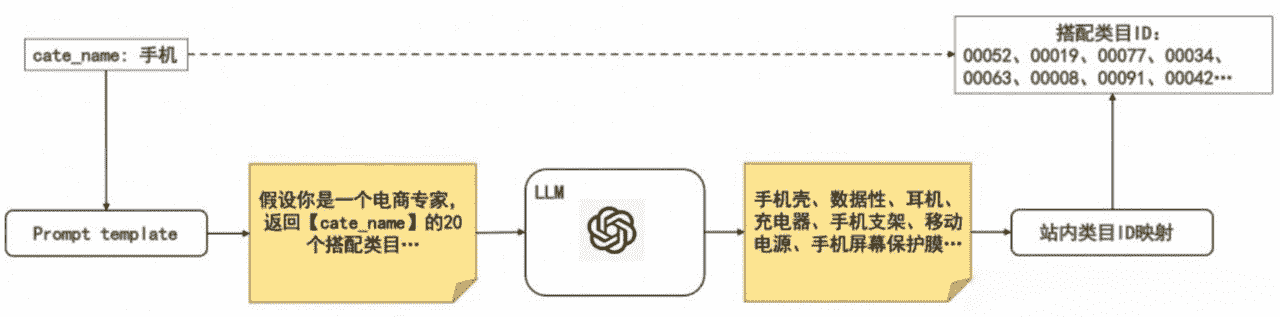 cate_name: 手机
搭配类目ID:
00052、00019、00077、00034、
00063、00008、00091、00042…
Prompt template
假设你是一个电商专家,
返回【cate_name】的20
个搭配类目…
LLM
手机壳、数据性、耳机、
充电器、手机支架、移动
电源、手机屏幕保护膜…
站内类目ID映射